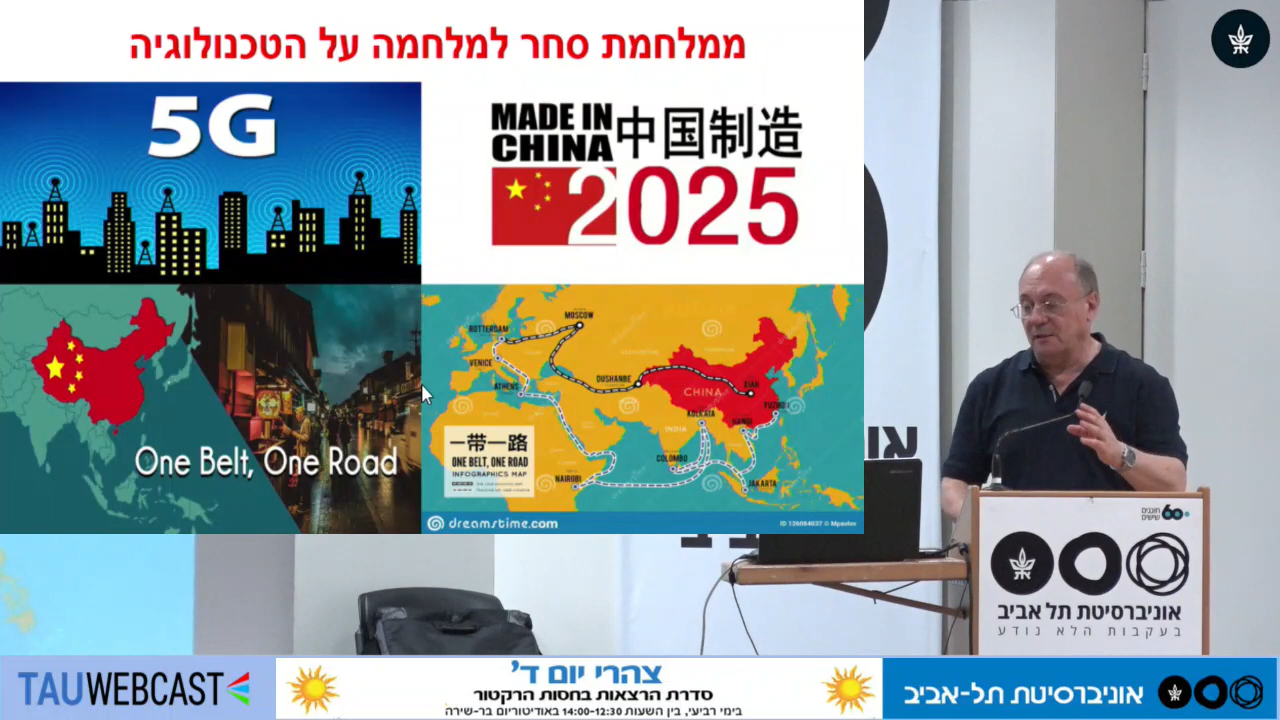 ממלחמת סחר למלחמה על הטכנולוגיה
5G
MADE IN
CHINA
中国制造
2025
One Belt, One Road
MOSCOW
ROTTERDAM
VENICE
ATHENS
DUSHANBE
XIAN
CHINA
KOLKATA
HANOI
INDIA
COLOMBO
NAIROBI
JAKARTA
一带一路
ONE BELT, ONE ROAD
INFOGRAPHICS MAP
dreamstime.com
חוגגים
שישים
60
אוניברסיטת תל אביב
בעקבות הלא נודע
TAUWEBCAST
צהרי יום ד'
סדרת הרצאות בחסות הרקטור
בימי רביעי, בין השעות 14:00-12:30 באודיטוריום בר-שירה
אוניברסיטת תל-אביב